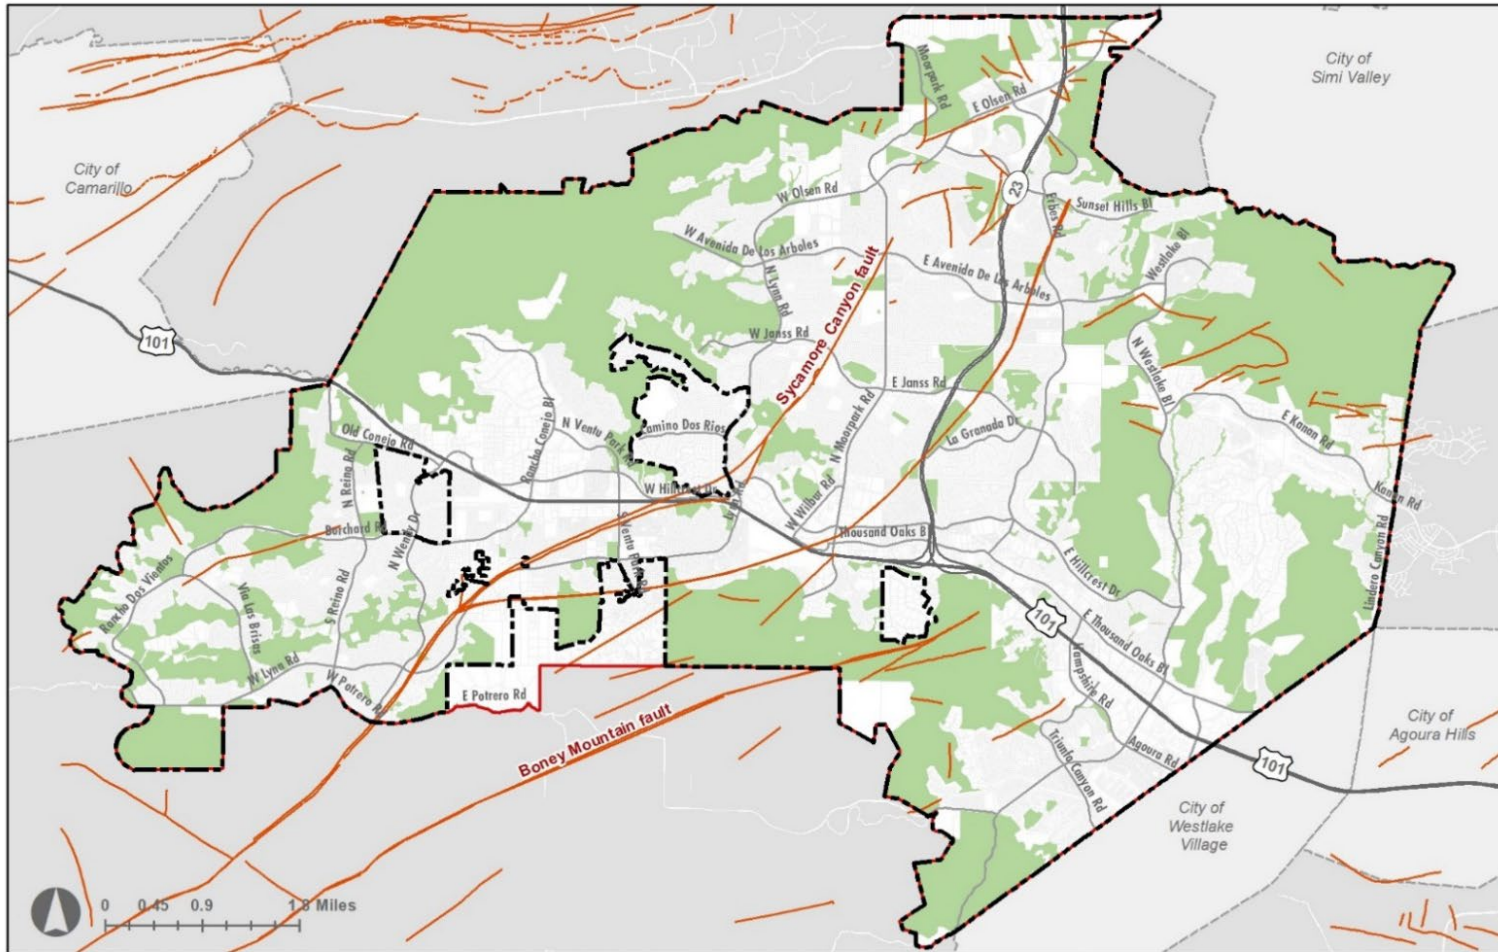 City of
Simi Valley
Moorpark Rd
E Olsen Rd
City of
Camarillo
23
W Olsen Rd
Erbes Rd
Sunset Hills Bl
W Avenida De Los Arboles
N Lynn Rd
E Avenida De Los Arboles
Westlake Bl
Sycamore Canyon fault
101
W Janss Rd
E Janss Rd
N Westlake Bl
N Moorpark Rd
La Granada Dr
E Kanan Rd
Rancho Conejo Bl
N Ventu Park Rd
Camino Dos Rios
Old Conejo Rd
N Reino Rd
W Hillcrest Dr
Lynn Rd
W Wilbur Rd
Kanan Rd
Lindero Canyon Rd
Borchard Rd
N Wendy Dr
S Ventu Park Rd
Thousand Oaks B
E Hillcrest Dr
Rancho Dos Vientos
Via Las Brisas
S Reino Rd
101
E Thousand Oaks Bl
W Lynn Rd
W Potrero R
E Potrero Rd
Hampshire Rd
Boney Mountain fault
Triunfo Canyon Rd
Agoura Rd
101
City of
Agoura Hills
City of
Westlake
Village
0 0.45 0.9 1.8 Miles